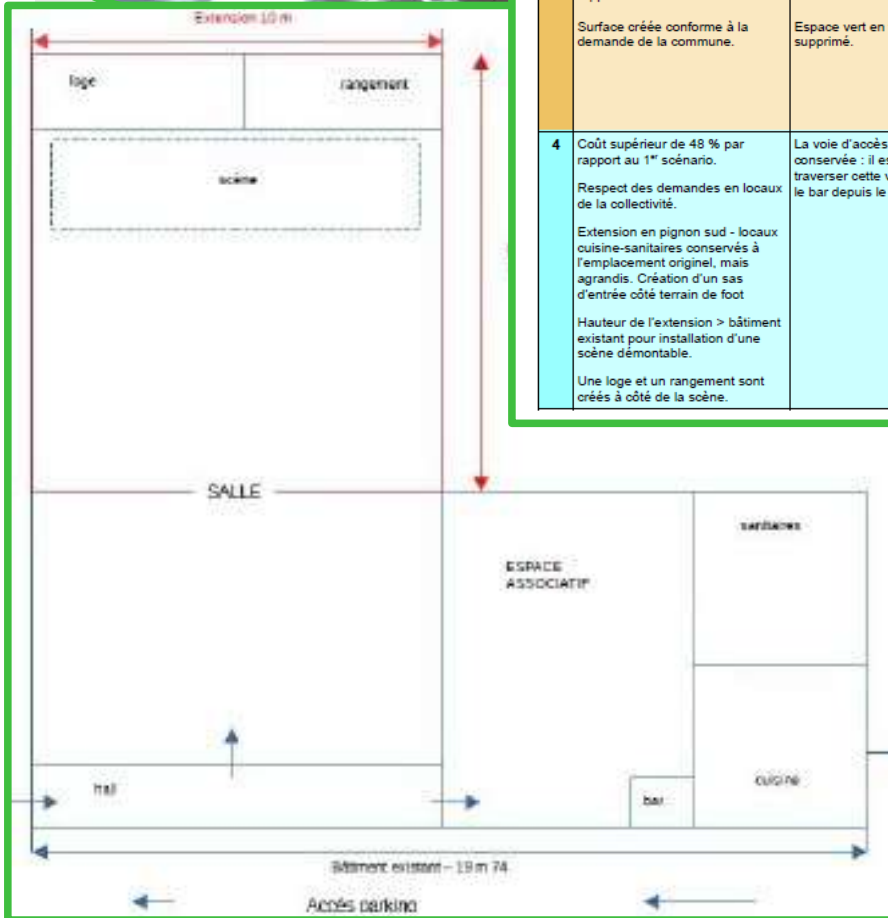 Extension 10 m
loge
rangement
scène
SALLE
ESPACE
ASSOCIATIF
sanitaires
hall
bar
cuisine
Bâtiment existant – 19 m 74
Accés parking
Surface créée conforme à la
demande de la commune.
Espace vert en
supprimé.
4
Coût supérieur de 48 % par
rapport au 1er scénario.
Respect des demandes en locaux
de la collectivité.
Extension en pignon sud - locaux
cuisine-sanitaires conservés à
l'emplacement originel, mais
agrandis. Création d'un sas
d'entrée côté terrain de foot
Hauteur de l'extension > bâtiment
existant pour installation d'une
scène démontable.
Une loge et un rangement sont
créés à côté de la scène.
La voie d'accès
conservée : il
traverser cette
le bar depuis le